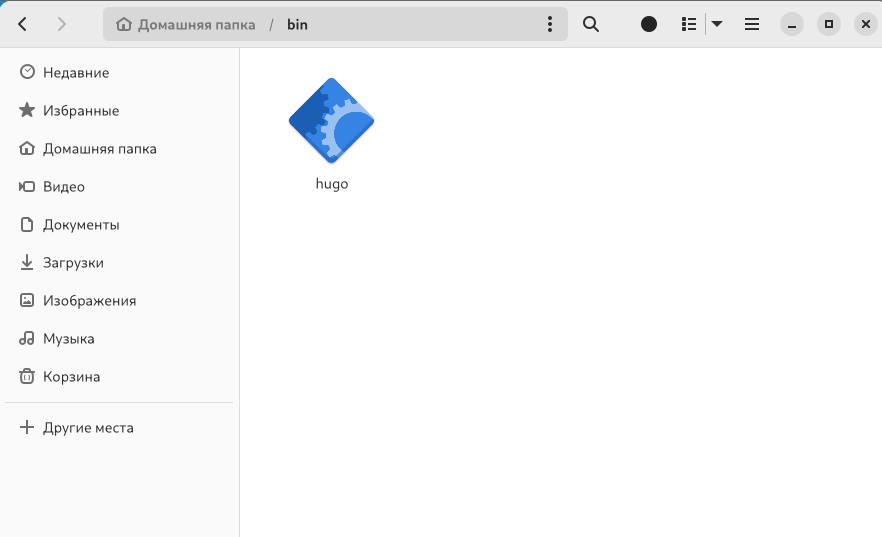 Домашняя папка / bin
Недавние
Избранные
Домашняя папка
Видео
Документы
Загрузки
Изображения
Музыка
Корзина
Другие места
hugo